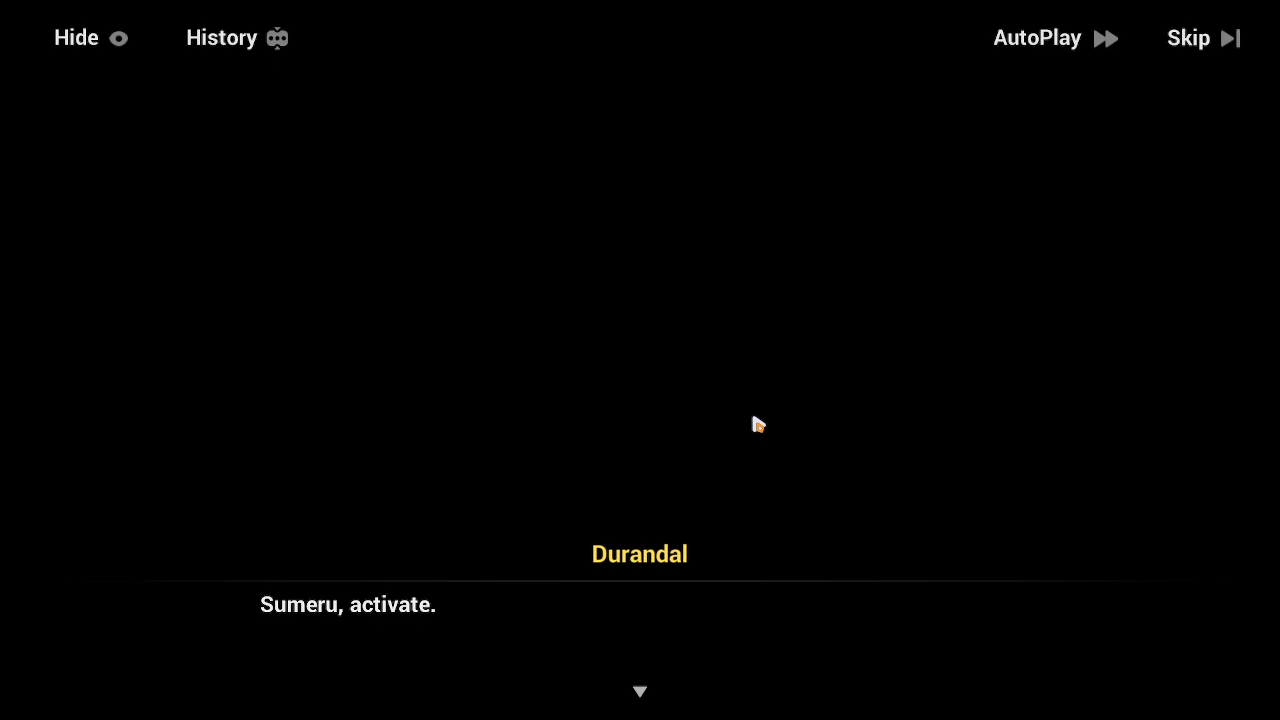 Hide
History
AutoPlay
Skip
Durandal
Sumeru, activate.